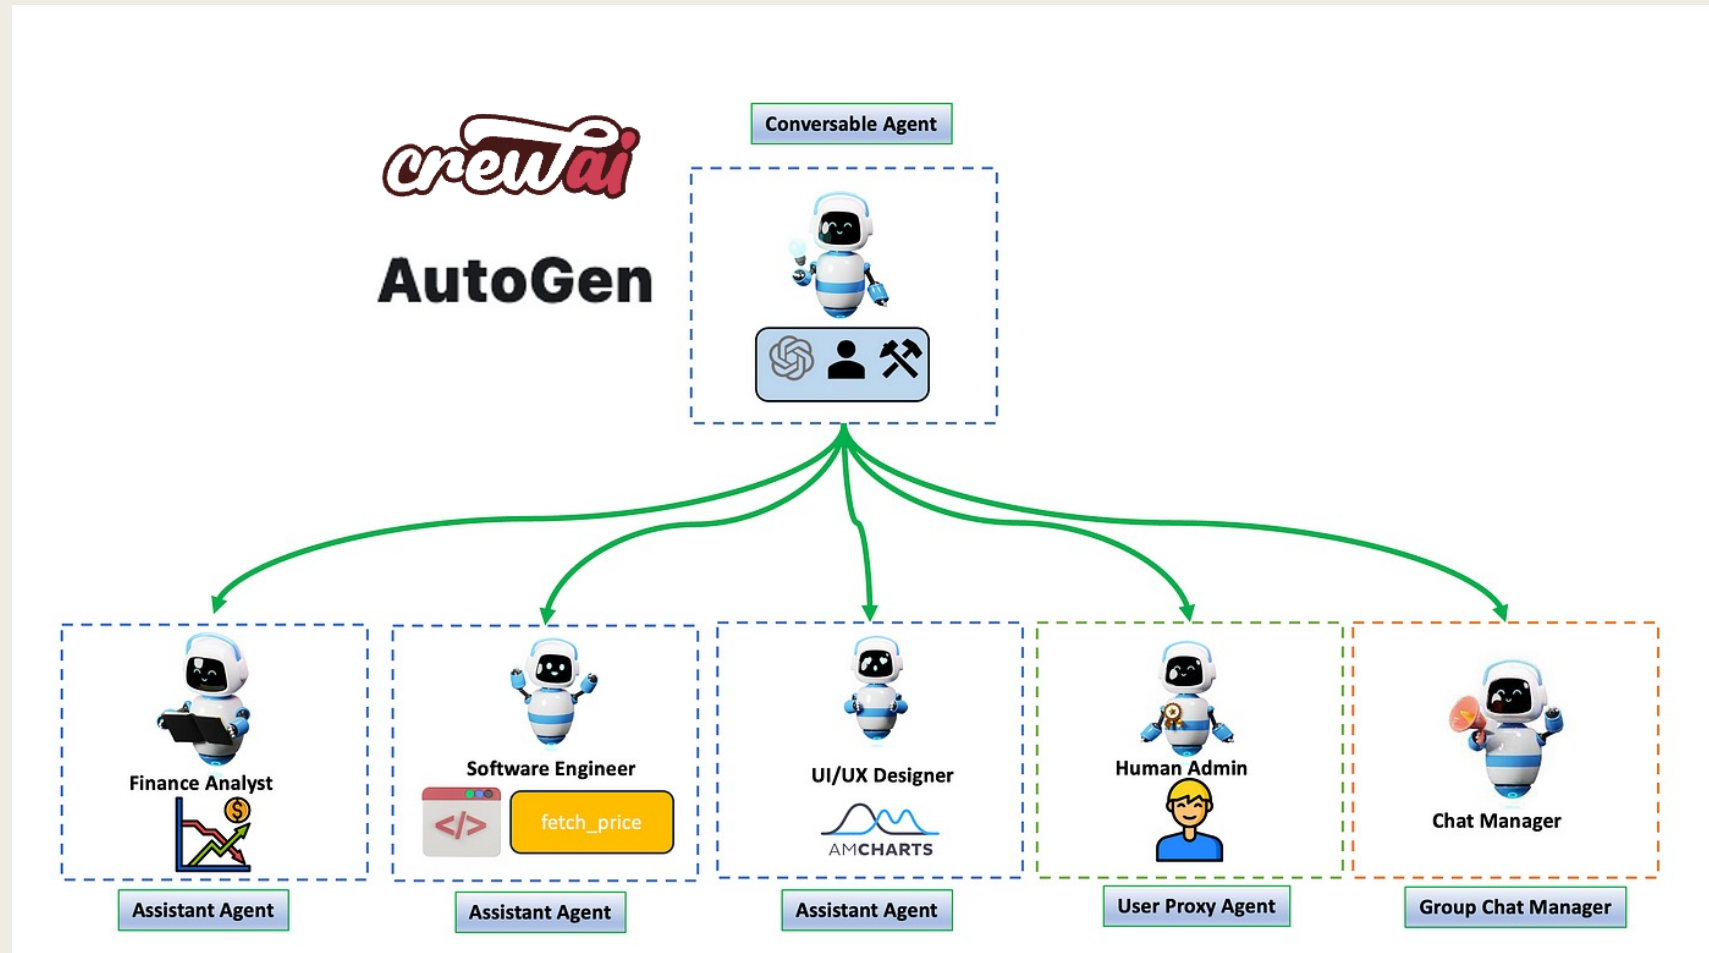 Conversable Agent
crewai
AutoGen
Finance Analyst
Software Engineer
</>
fetch_price
UI/UX Designer
AMCHARTS
Human Admin
Chat Manager
$
Assistant Agent
Assistant Agent
Assistant Agent
User Proxy Agent
Group Chat Manager